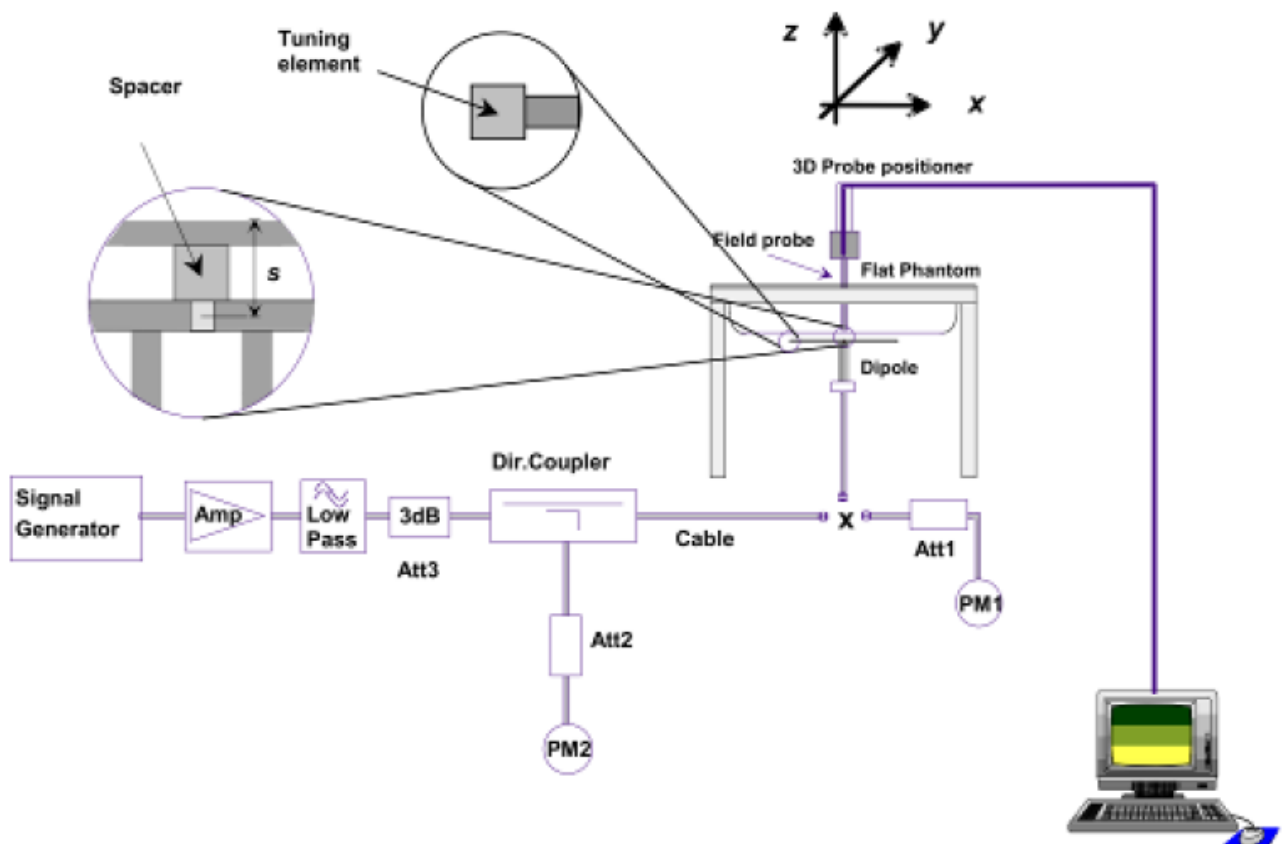 Tuning
element
Spacer
z
y
x
3D Probe positioner
Field probe
Flat Phantom
s
Dipole
Dir.Coupler
Signal
Generator
Amp
Low
Pass
3dB
Att3
Cable
x
Att1
PM1
Att2
PM2